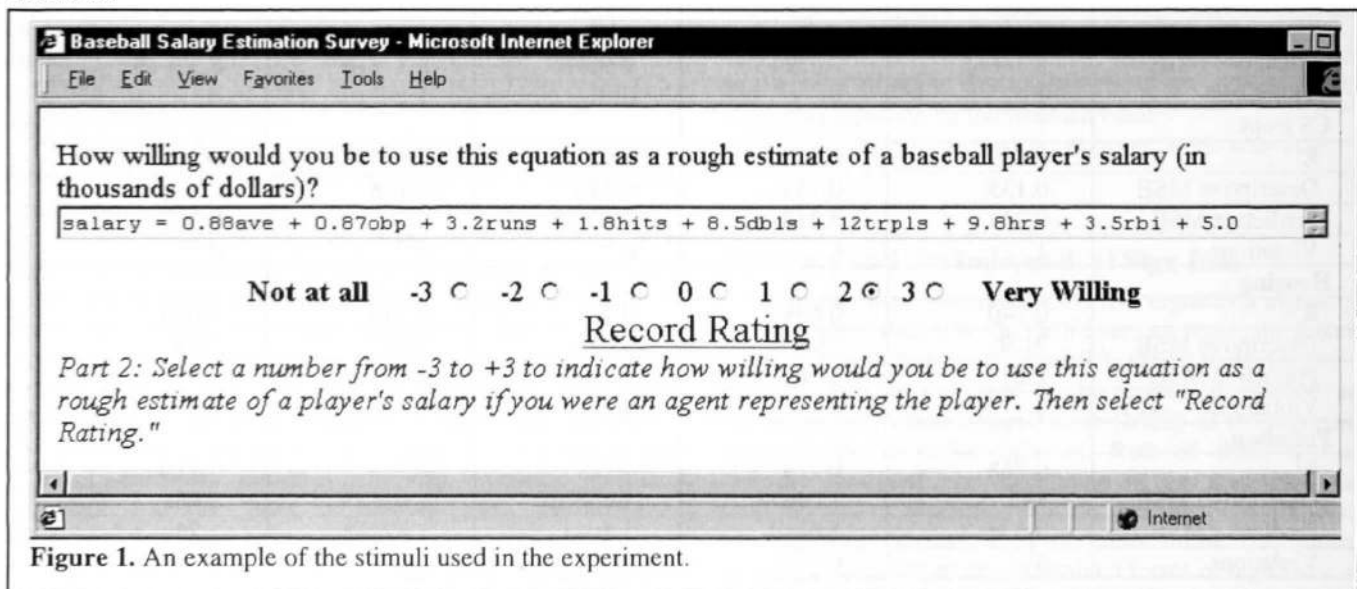 Baseball Salary Estimation Survey - Microsoft Internet Explorer
File Edit View Favorites Tools Help
How willing would you be to use this equation as a rough estimate of a baseball player's salary (in
thousands of dollars)?
salary = 0.88ave + 0.87obp + 3.2runs + 1.8hits + 8.5dbls + 12trpls + 9.8hrs + 3.5rbi + 5.0
Not at all -3 -2 -1 0 1 2 3 Very Willing
Record Rating
Part 2: Select a number from -3 to +3 to indicate how willing would you be to use this equation as a
rough estimate of a player's salary if you were an agent representing the player. Then select "Record
Rating."
Internet
Figure 1. An example of the stimuli used in the experiment.